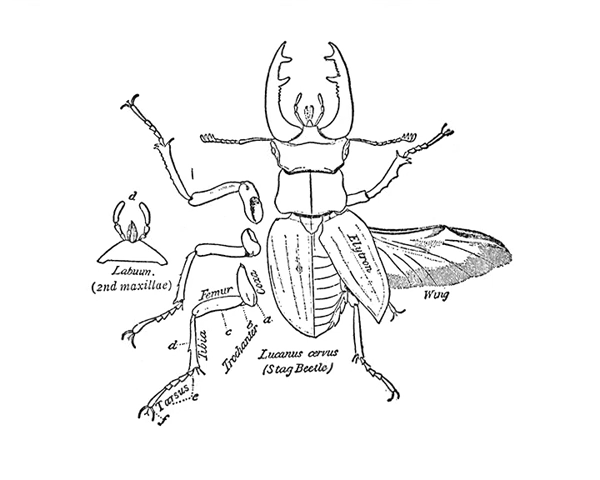 d
Labium.
(2nd maxillae)
Elytron
Wing
Coxa
Femur
a
Trochanter
c
d
Tibia
Lucanus cervus
(Stag Beetle)
Tarsus
e
f